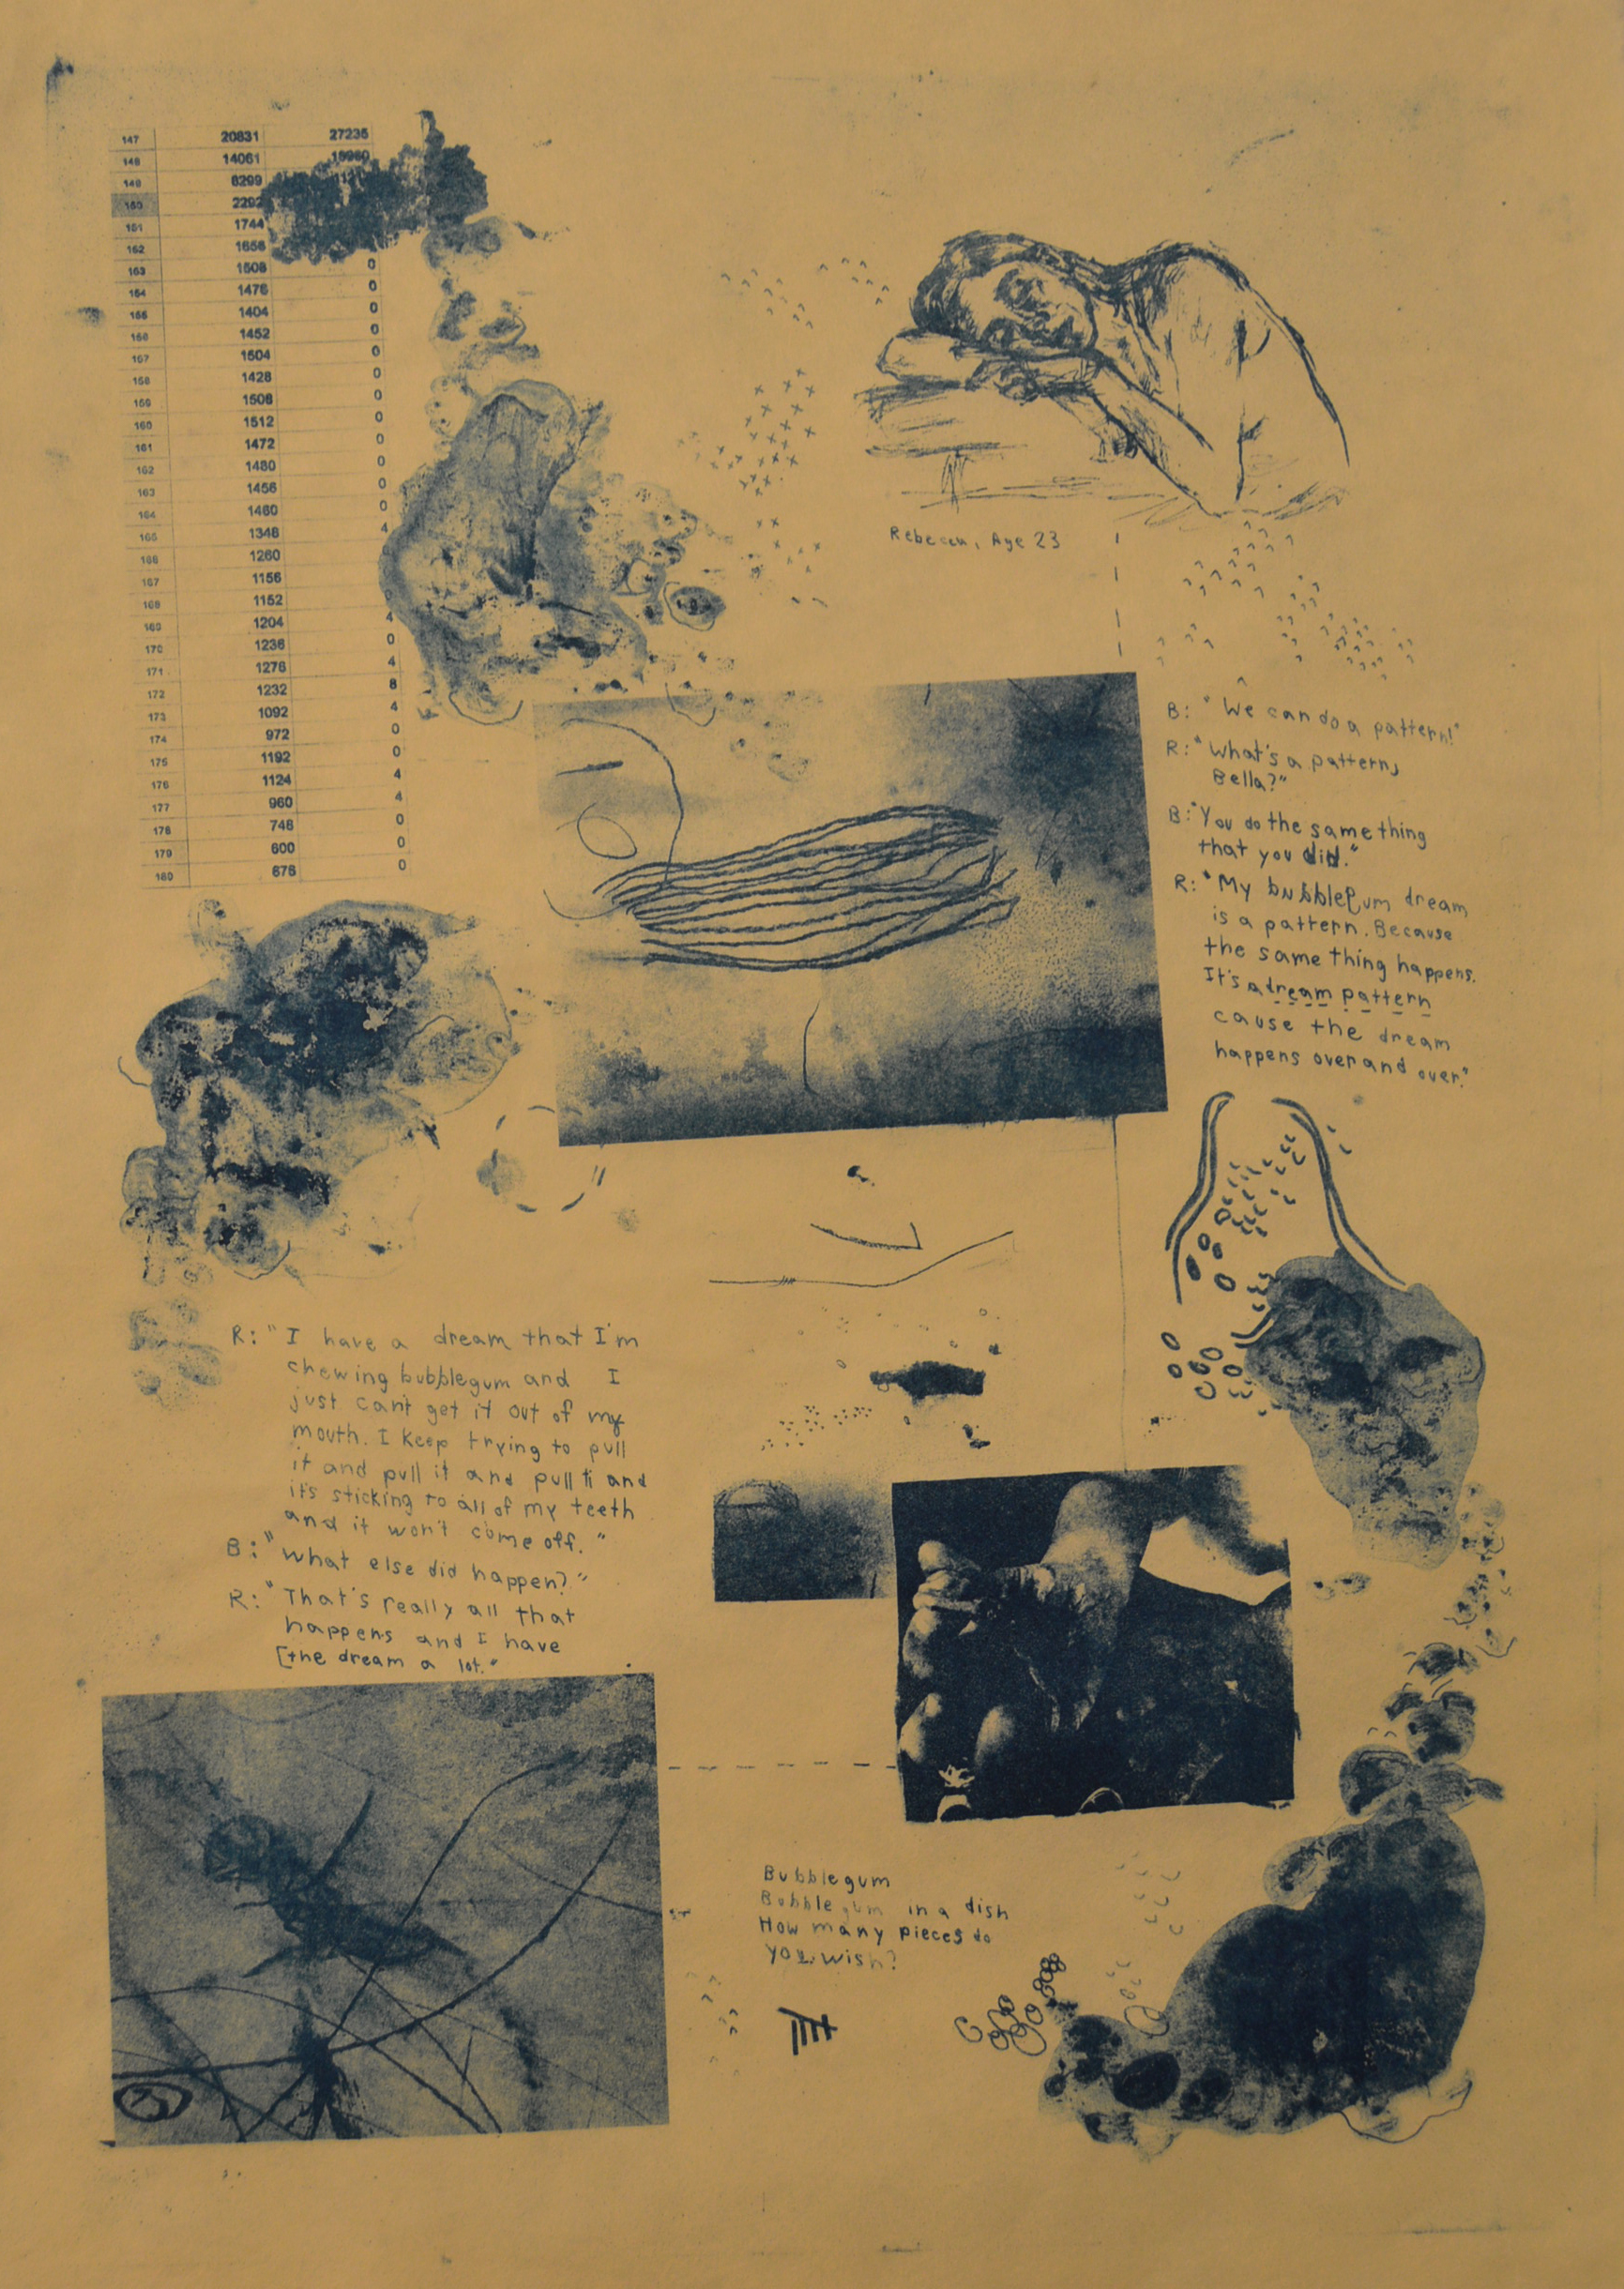 147 20831 27235
148 14061
149 8299
150 2292
151 1744
152 1656
153 1508 0
154 1476 0
155 1404 0
156 1452 0
157 1504 0
158 1428 0
159 1508 0
160 1512 0
161 1472 0
162 1480 0
163 1456 0
164 1460 0
165 1348 4
166 1260
167 1156
168 1152
169 1204 4
170 1236 0
171 1276 4
172 1232 8
173 1092 4
174 972 0
175 1192 0
176 1124 4
177 960 4
178 748 0
179 600 0
180 676 0
Rebecca, Age 23
B: "We can do a pattern!"
R: "What's a pattern,
Bella?"
B: "You do the same thing
that you did."
R: "My bubblegum dream
is a pattern. Because
the same thing happens.
It's a dream pattern
cause the dream
happens over and over."
R: "I have a dream that I'm
chewing bubblegum and I
just can't get it out of my
mouth. I keep trying to pull
it and pull it and pull ti and
it's sticking to all of my teeth
and it won't come off."
B: "What else did happen?"
R: "That's really all that
happens and I have
[the dream a lot."
Bubblegum
Bubblegum in a dish
How many pieces do
you wish?